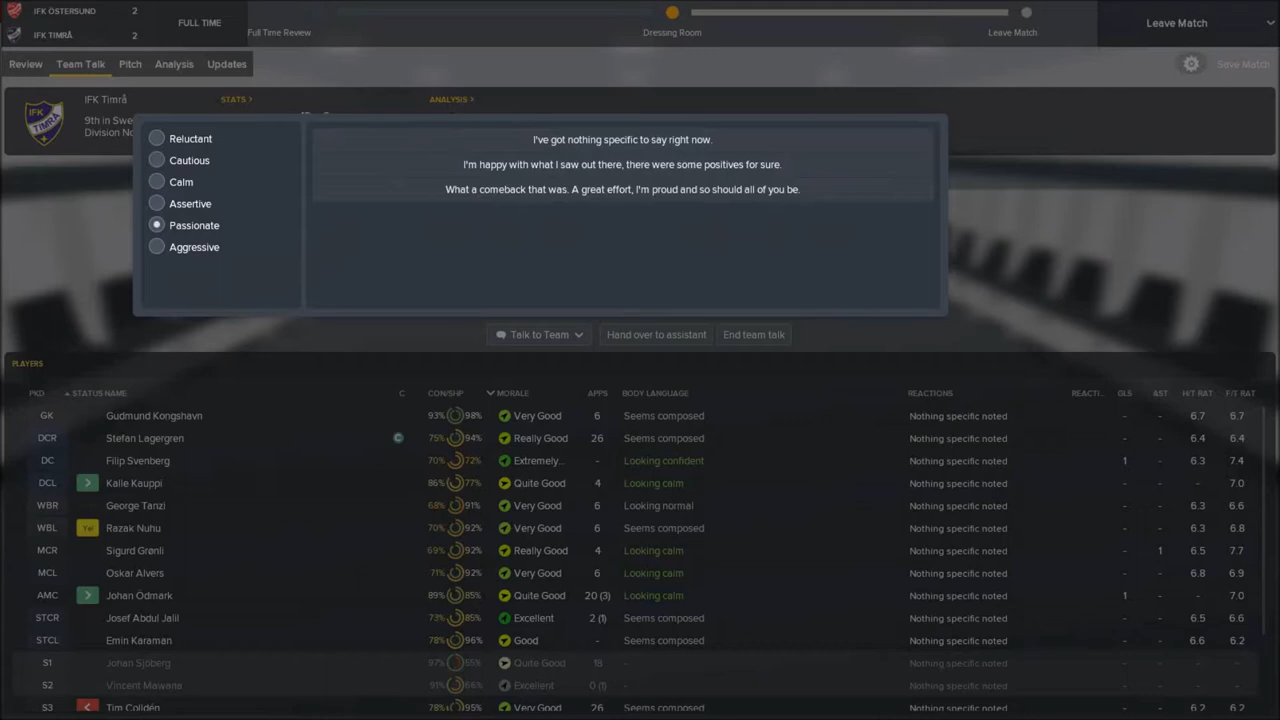 IFK ÖSTERSUND 2
IFK TIMRÅ 2
FULL TIME
Full Time Review
Dressing Room
Leave Match
Leave Match
Review Team Talk Pitch Analysis Updates
Save Match
IFK Timrå
STATS >
ANALYSIS >
9th in Swe
Division No
Reluctant
Cautious
Calm
Assertive
Passionate
Aggressive
I've got nothing specific to say right now.
I'm happy with what I saw out there, there were some positives for sure.
What a comeback that was. A great effort, I'm proud and so should all of you be.
Talk to Team
Hand over to assistant
End team talk
PLAYERS
PKD STATUS NAME C CON/SHP MORALE APPS BODY LANGUAGE REACTIONS REACTI... GLS AST H/T RAT F/T RAT
GK Gudmund Kongshavn 93% 98% Very Good 6 Seems composed Nothing specific noted - - 6.7 6.7
DCR Stefan Lagergren C 75% 94% Really Good 26 Seems composed Nothing specific noted - - 6.4 6.4
DC Filip Svenberg 70% 72% Extremely... - Looking confident Nothing specific noted 1 - 6.3 7.4
DCL Kalle Kauppi 86% 77% Quite Good 4 Looking calm Nothing specific noted - - - 7.0
WBR George Tanzi 68% 91% Very Good 6 Looking normal Nothing specific noted - - 6.3 6.6
WBL Yel Razak Nuhu 70% 92% Very Good 6 Seems composed Nothing specific noted - - 6.3 6.8
MCR Sigurd Grønli 69% 92% Really Good 4 Looking calm Nothing specific noted - 1 6.5 7.7
MCL Oskar Alvers 71% 92% Very Good 6 Looking calm Nothing specific noted - - 6.8 6.9
AMC Johan Ödmark 89% 85% Quite Good 20 (3) Looking calm Nothing specific noted 1 - - 7.0
STCR Josef Abdul Jalil 73% 85% Excellent 2 (1) Seems composed Nothing specific noted - - 6.5 6.6
STCL Emin Karaman 78% 96% Good - Seems composed Nothing specific noted - - 6.6 6.2
S1 Johan Sjöberg 97% 55% Quite Good 18 - Nothing specific noted - - - -
S2 Vincent Mawana 91% 58% Excellent 0 (1) - Nothing specific noted - - - -
S3 Tim Colldén 78% 95% Very Good 26 - Nothing specific noted - - 6.2 6.2